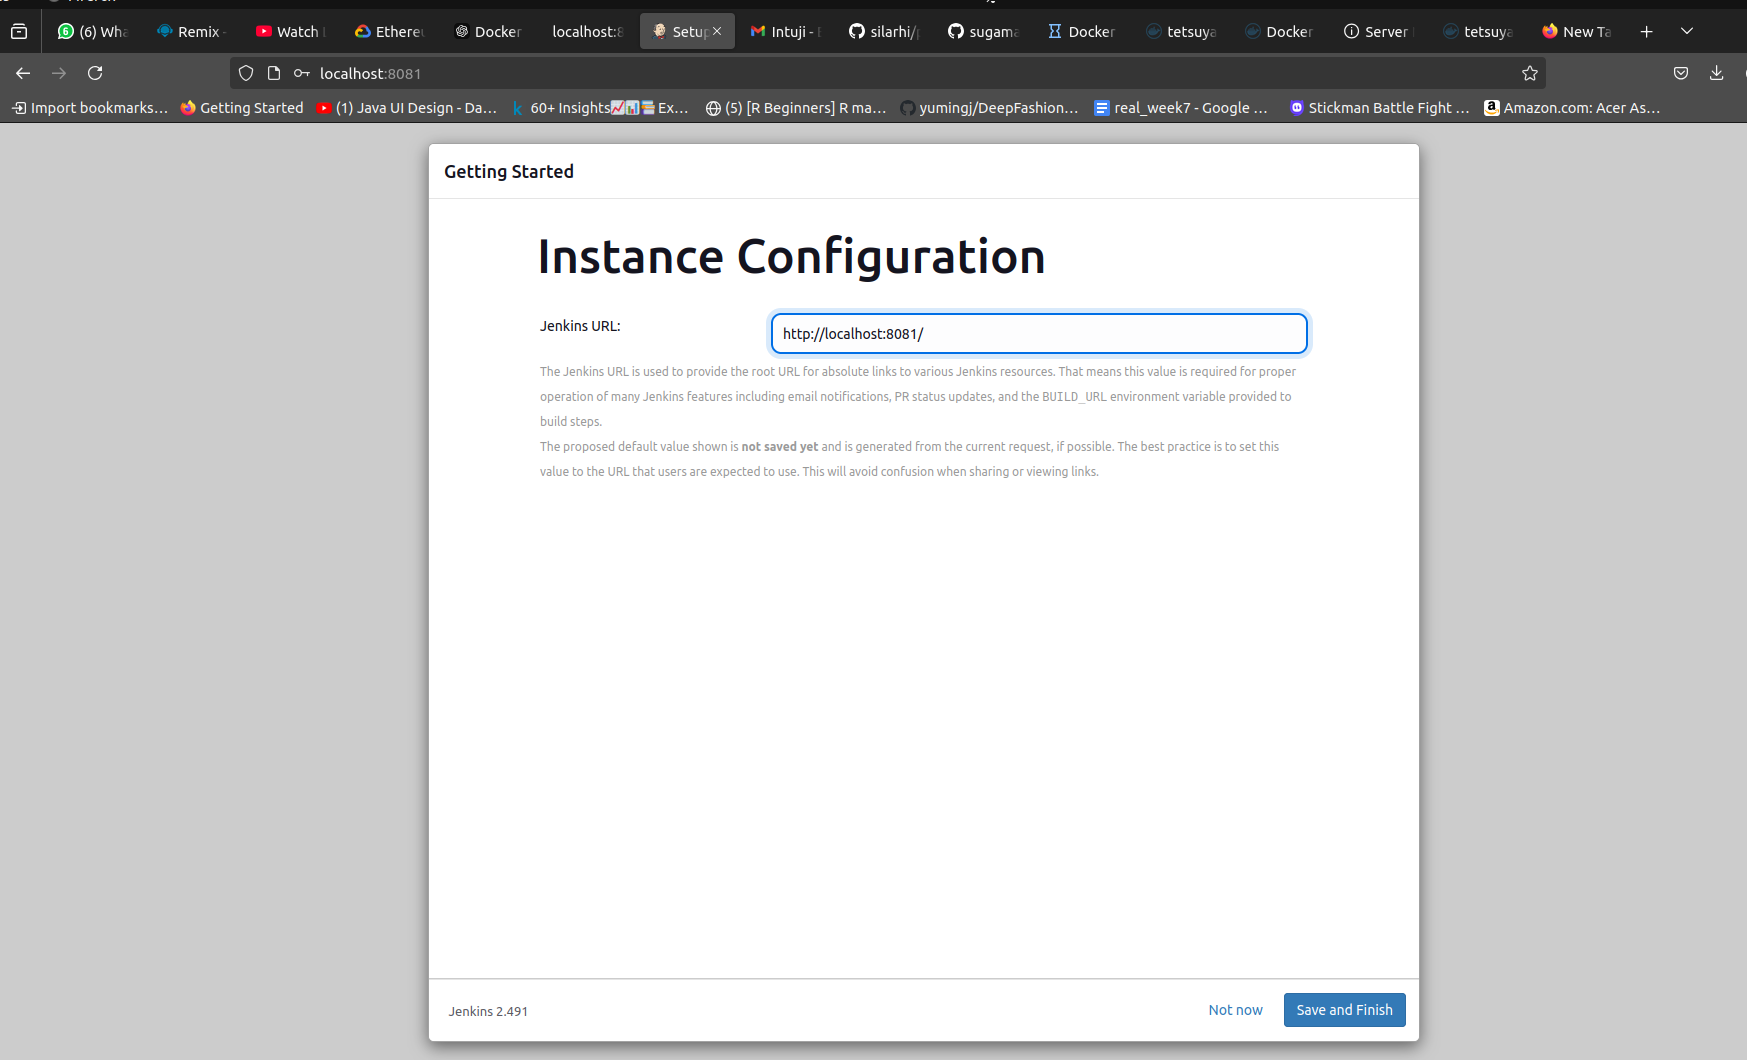 (6) Wha
Remix -
Watch
Ethereu
Docker
localhost:8
Setup
Intuji -
silarhi/
sugama
Docker
tetsuya
Docker
Server
tetsuya
New Ta
localhost:8081
Import bookmarks...
Getting Started
(1) Java UI Design - Da...
60+ Insights📈📊📚Ex...
(5) [R Beginners] R ma...
yumingj/DeepFashion...
real_week7 - Google ...
Stickman Battle Fight ...
Amazon.com: Acer As...
Getting Started
Instance Configuration
Jenkins URL:
http://localhost:8081/
The Jenkins URL is used to provide the root URL for absolute links to various Jenkins resources. That means this value is required for proper
operation of many Jenkins features including email notifications, PR status updates, and the BUILD_URL environment variable provided to
build steps.
The proposed default value shown is not saved yet and is generated from the current request, if possible. The best practice is to set this
value to the URL that users are expected to use. This will avoid confusion when sharing or viewing links.
Jenkins 2.491
Not now
Save and Finish